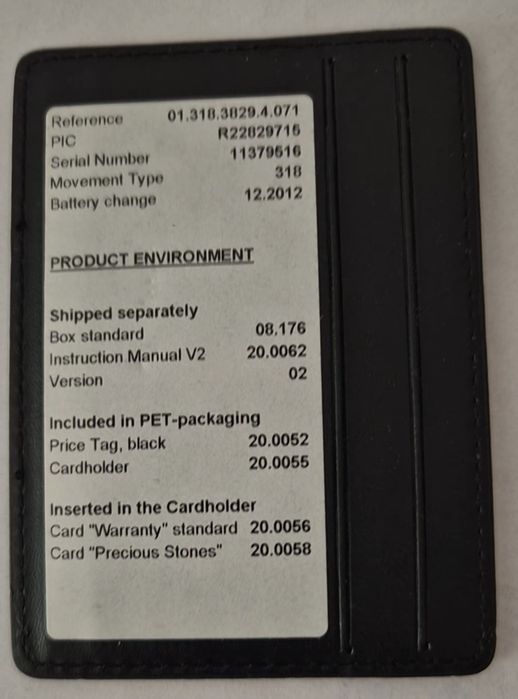 Reference 01.318.3829.4.071
PIC R22829715
Serial Number 11379516
Movement Type 318
Battery change 12.2012
PRODUCT ENVIRONMENT
Shipped separately
Box standard 08.176
Instruction Manual V2 20.0062
Version 02
Included in PET-packaging
Price Tag, black 20.0052
Cardholder 20.0055
Inserted in the Cardholder
Card "Warranty" standard 20.0056
Card "Precious Stones" 20.0058